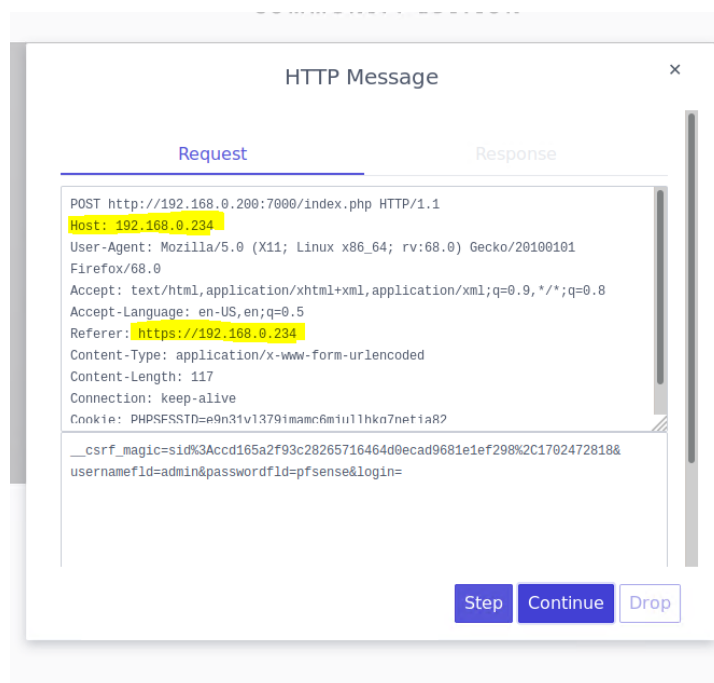 HTTP Message
×
Request
Response
POST http://192.168.0.200:7000/index.php HTTP/1.1
Host: 192.168.0.234
User-Agent: Mozilla/5.0 (X11; Linux x86_64; rv:68.0) Gecko/20100101
Firefox/68.0
Accept: text/html,application/xhtml+xml,application/xml;q=0.9,*/*;q=0.8
Accept-Language: en-US,en;q=0.5
Referer: https://192.168.0.234
Content-Type: application/x-www-form-urlencoded
Content-Length: 117
Connection: keep-alive
Cookie: PHPSESSID=e9n31vl379imamc6miullhkq7netia82
__csrf_magic=sid%3Accd165a2f93c28265716464d0ecad9681e1ef298%2C1702472818&
usernamefld=admin&passwordfld=pfsense&login=
Step
Continue
Drop